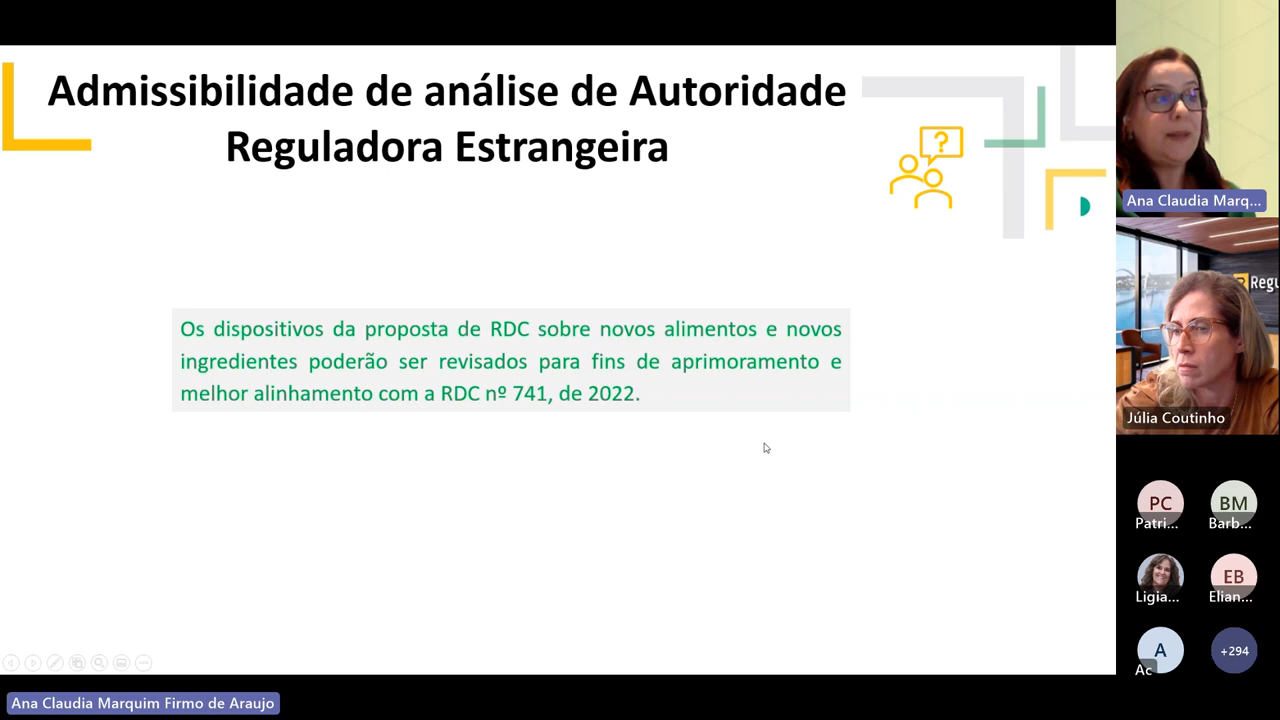 Admissibilidade de análise de Autoridade
Reguladora Estrangeira
?
Os dispositivos da proposta de RDC sobre novos alimentos e novos
ingredientes poderão ser revisados para fins de aprimoramento e
melhor alinhamento com a RDC nº 741, de 2022.
Ana Claudia Marq...
Regu
Júlia Coutinho
PC
Patri...
BM
Barb...
Ligia...
EB
Elian...
A
Ac
+294
Ana Claudia Marquim Firmo de Araujo